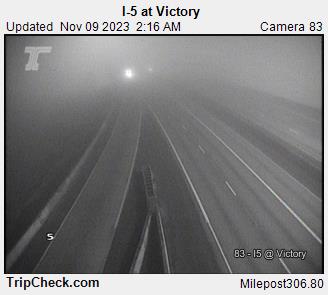 I-5 at Victory
Updated Nov 09 2023 2:16 AM Camera 83
T
S
83 - I5 @ Victory
TripCheck.com Milepost306.80